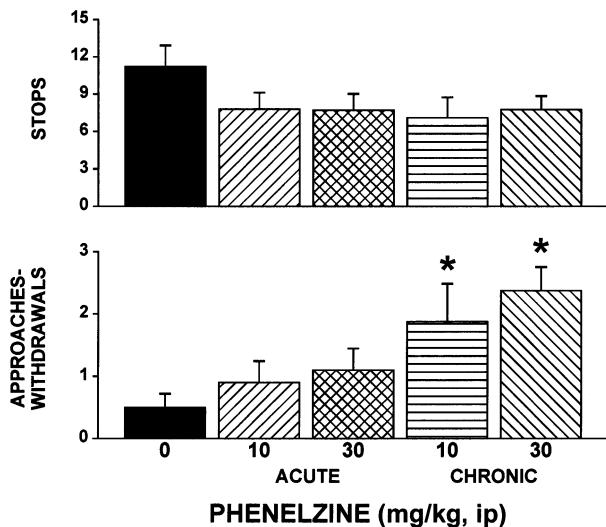 15
12
9
6
3
0
STOPS
3
2
1
0
APPROACHES-
WITHDRAWALS
*
*
0 10 30 10 30
ACUTE CHRONIC
PHENELZINE (mg/kg, ip)